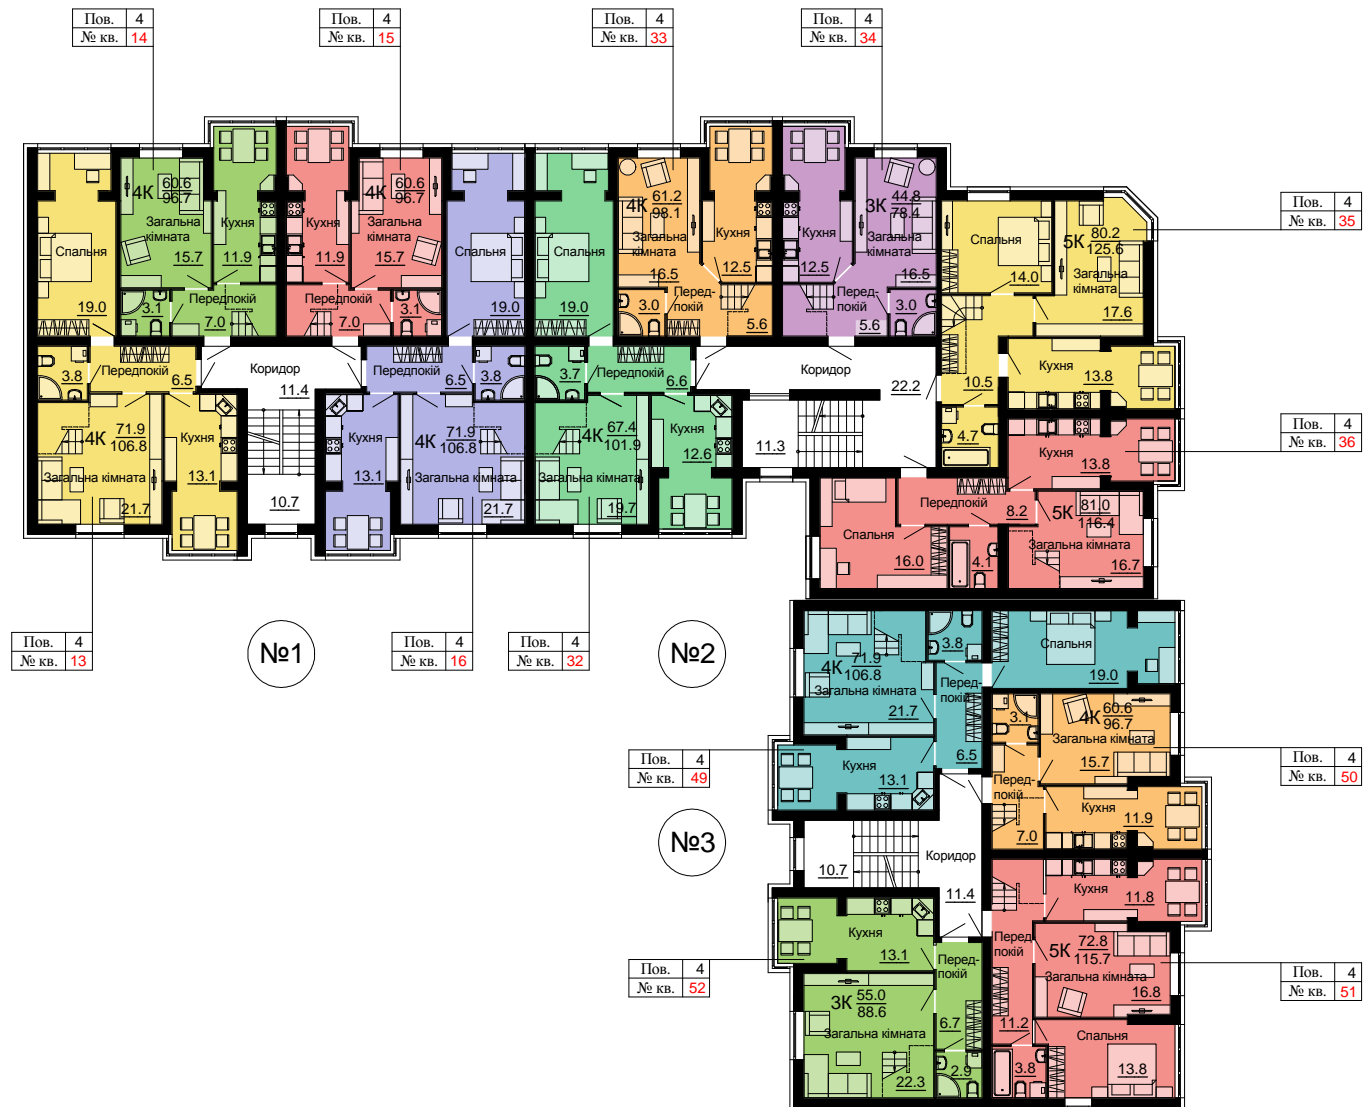 Пов. 4
№ кв. 14
Пов. 4
№ кв. 15
Пов. 4
№ кв. 33
Пов. 4
№ кв. 34
Пов. 4
№ кв. 35
Пов. 4
№ кв. 36
Спальня
19.0
4К 60.6
96.7
Загальна
кімната
15.7
Кухня
11.9
3.1
Передпокій
7.0
Кухня
11.9
4К 60.6
96.7
Загальна
кімната
15.7
Передпокій
7.0
3.1
Спальня
19.0
Спальня
19.0
4К 61.2
98.1
Загальна
кімната
16.5
Кухня
12.5
3.0
Перед-
покій
5.6
Кухня
12.5
3К 44.8
78.4
Загальна
кімната
16.5
Перед-
покій
5.6
3.0
Спальня
14.0
5К 80.2
125.6
Загальна
кімната
17.6
Кухня
13.8
10.5
4.7
3.8
Передпокій
6.5
4К 71.9
106.8
Загальна кімната
21.7
Кухня
13.1
Коридор
11.4
10.7
Передпокій
6.5
3.8
Кухня
13.1
4К 71.9
106.8
Загальна кімната
21.7
3.7
Передпокій
6.6
4К 67.4
101.9
Загальна кімната
19.7
Кухня
12.6
Коридор
22.2
11.3
Кухня
13.8
Передпокій
8.2
5К 81.0
116.4
Загальна кімната
16.7
Спальня
16.0
4.1
Пов. 4
№ кв. 13
№1
Пов. 4
№ кв. 16
Пов. 4
№ кв. 32
№2
4К 71.9
106.8
Загальна кімната
21.7
3.8
Перед-
покій
6.5
Спальня
19.0
Кухня
13.1
3.1
4К 60.6
96.7
Загальна кімната
15.7
Перед-
покій
7.0
Кухня
11.9
Пов. 4
№ кв. 49
Пов. 4
№ кв. 50
№3
10.7
Коридор
11.4
Кухня
11.8
Кухня
13.1
Перед-
покій
6.7
3К 55.0
88.6
Загальна кімната
22.3
2.9
Перед-
покій
11.2
5К 72.8
115.7
Загальна кімната
16.8
Спальня
13.8
3.8
Пов. 4
№ кв. 52
Пов. 4
№ кв. 51